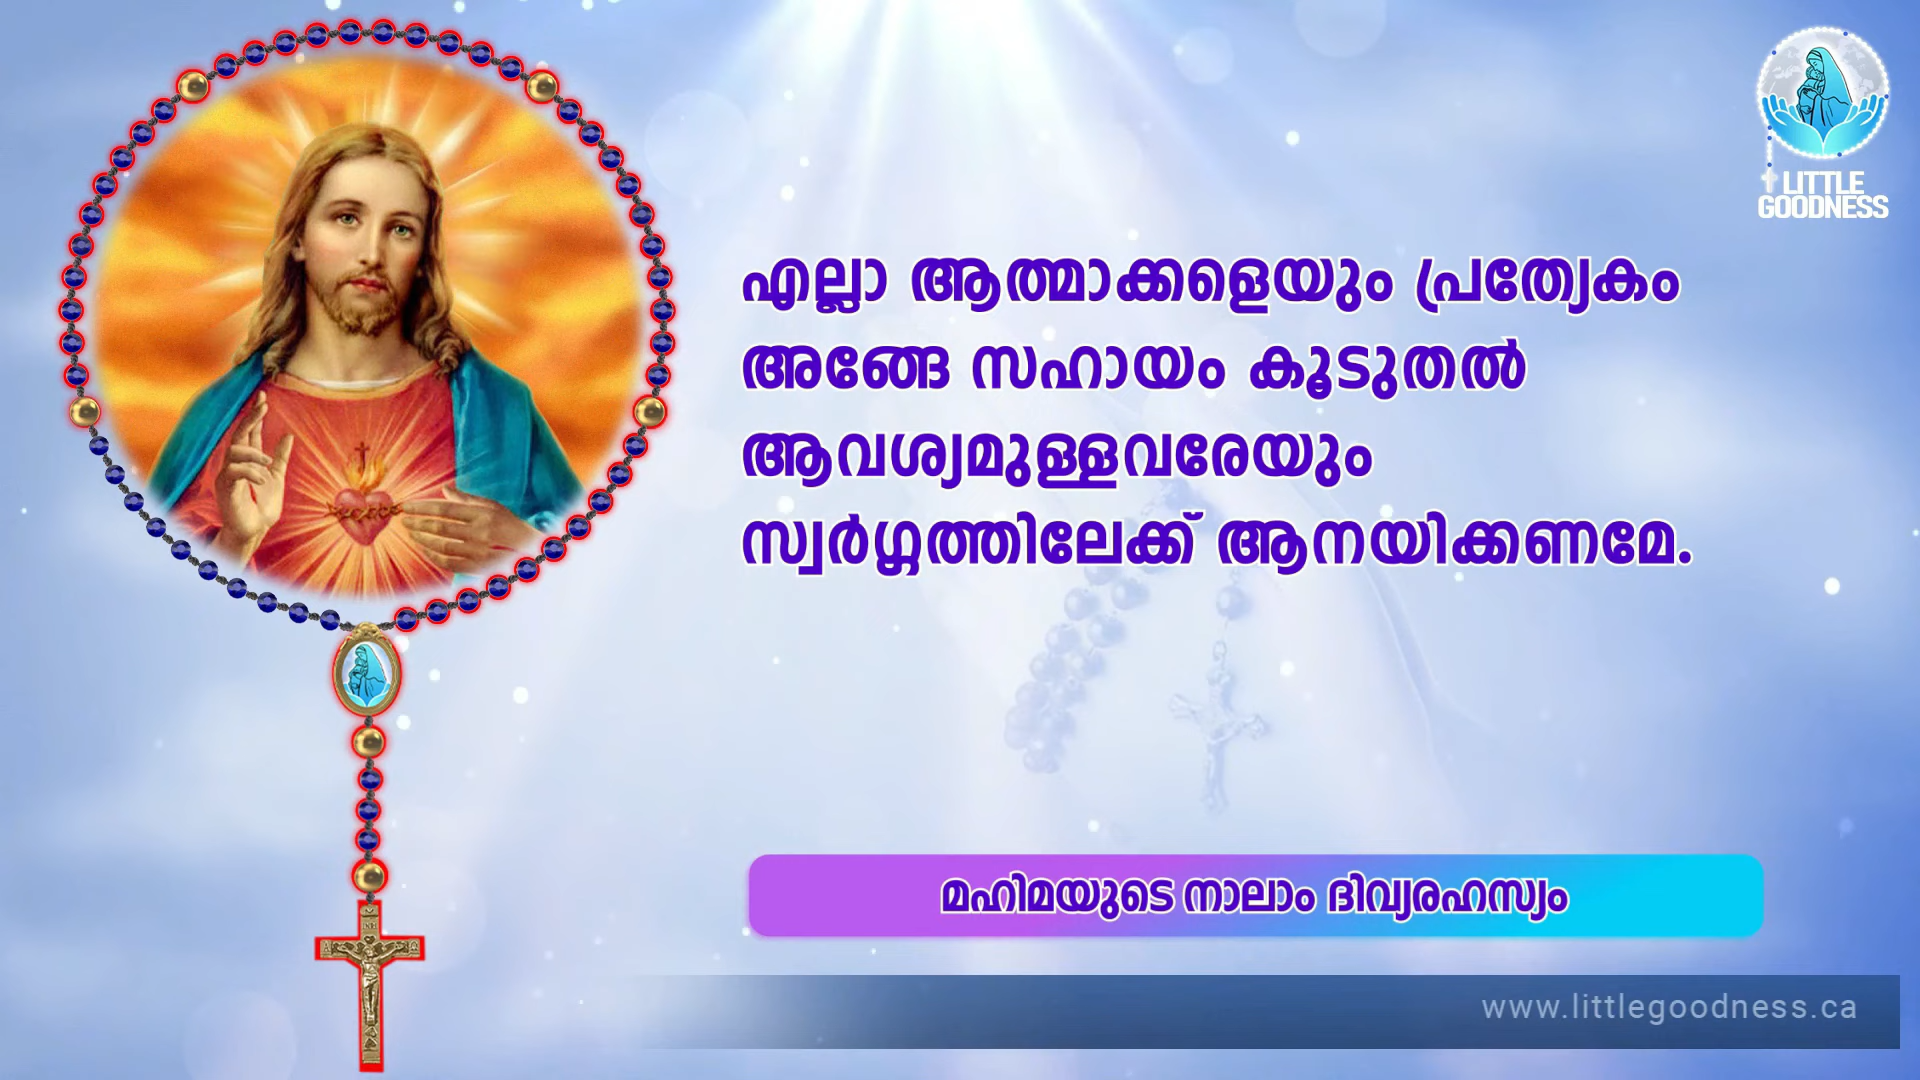 LITTLE
GOODNESS
എല്ലാ ആത്മാക്കളെയും പ്രത്യേകം
അങ്ങേ സഹായം കൂടുതൽ
ആവശ്യമുള്ളവരേയും
സ്വർഗ്ഗത്തിലേക്ക് ആനയിക്കണമേ.
മഹിമയുടെ നാലാം ദിവ്യരഹസ്യം
www.littlegoodness.ca